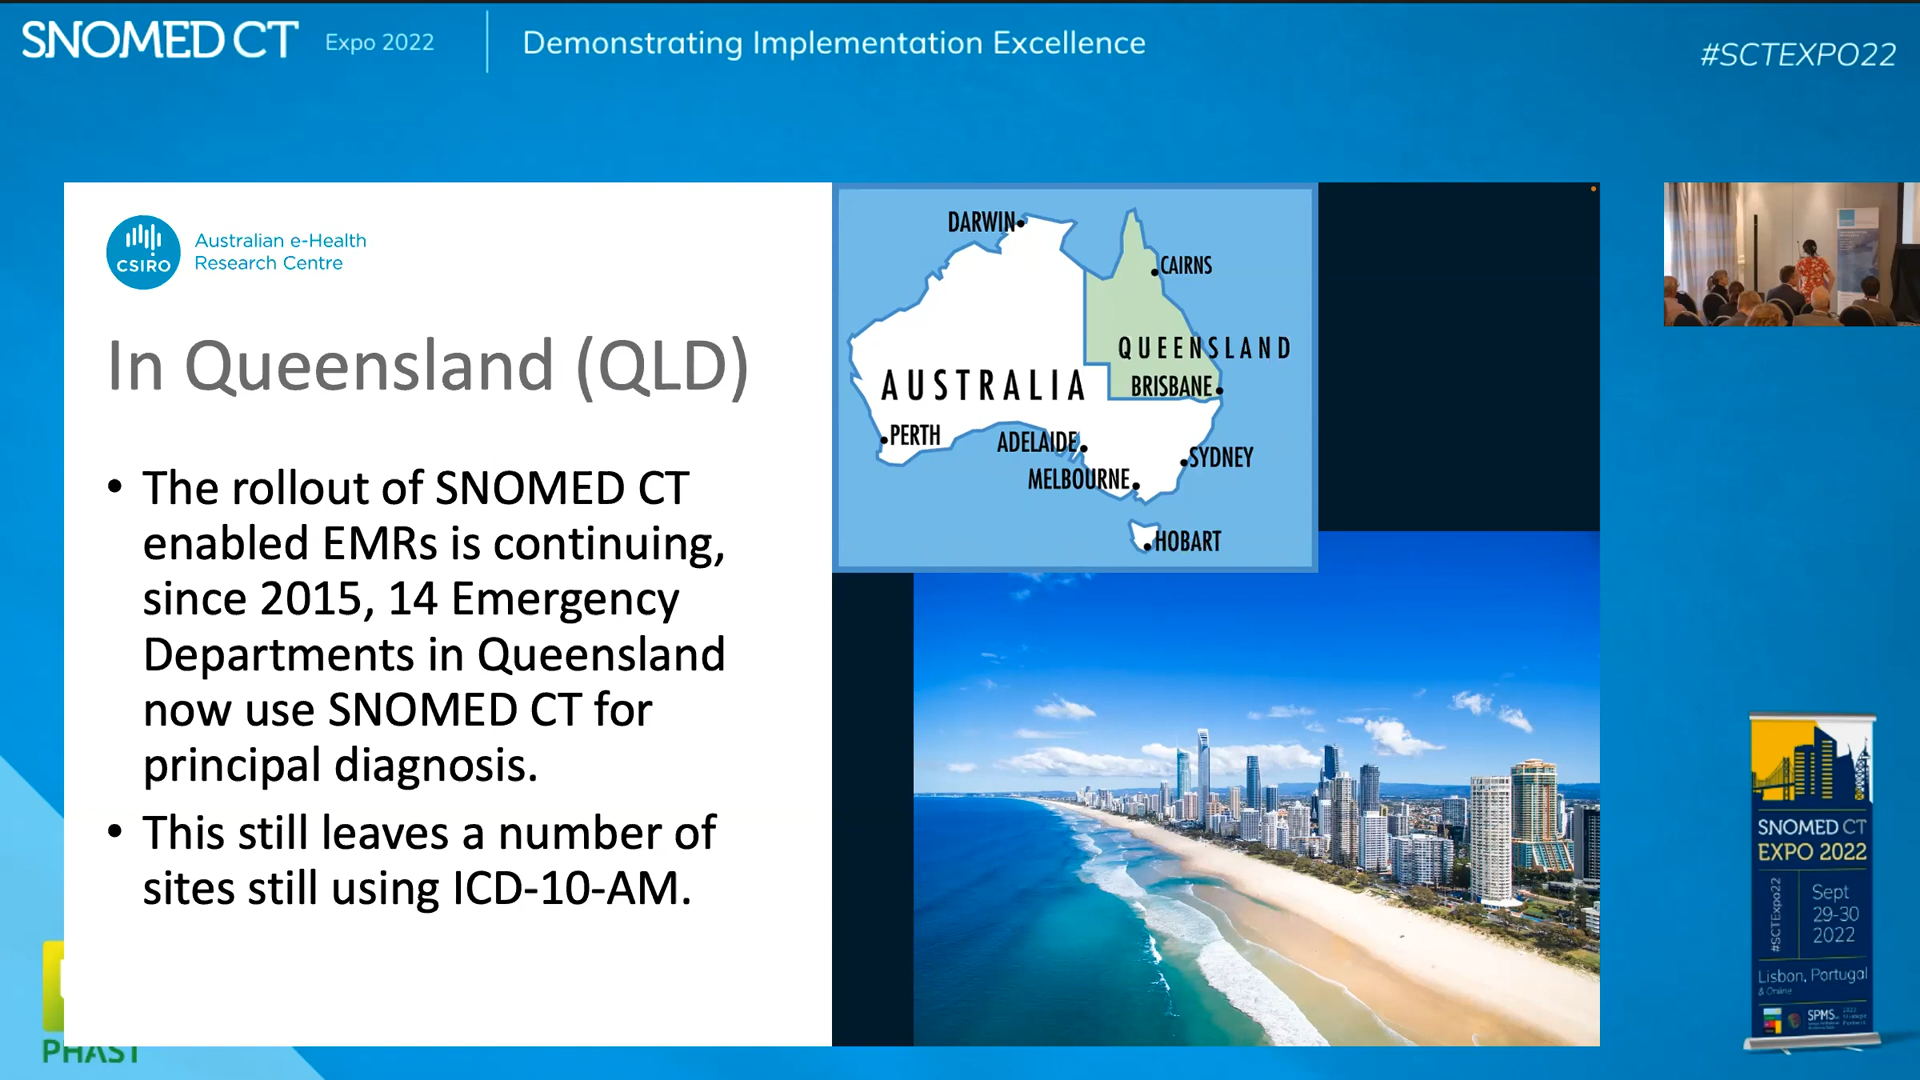 SNOMED CT Expo 2022 Demonstrating Implementation Excellence
#SCTEXPO22
CSIRO
Australian e-Health
Research Centre
In Queensland (QLD)
• The rollout of SNOMED CT
enabled EMRs is continuing,
since 2015, 14 Emergency
Departments in Queensland
now use SNOMED CT for
principal diagnosis.
• This still leaves a number of
sites still using ICD-10-AM.
DARWIN
CAIRNS
QUEENSLAND
AUSTRALIA
BRISBANE
PERTH
ADELAIDE
SYDNEY
MELBOURNE
HOBART
SNOMED CT
EXPO 2022
#SCTExpo22
Sept
29-30
2022
Lisbon, Portugal
& Online
SPMS
PHAST